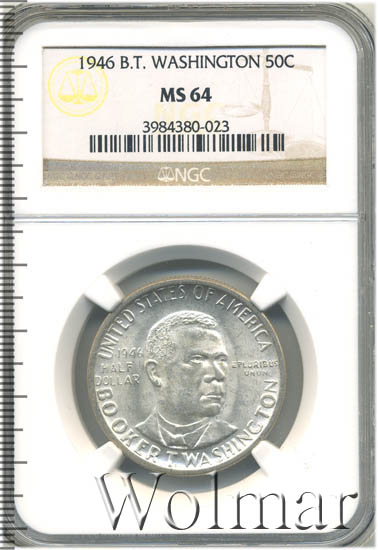 1946 B.T. WASHINGTON 50C
MS 64
3984380-023
NGC
UNITED STATES OF AMERICA
1946
HALF
DOLLAR
E PLURIBUS
UNUM
BOOKER T. WASHINGTON
Wolmar